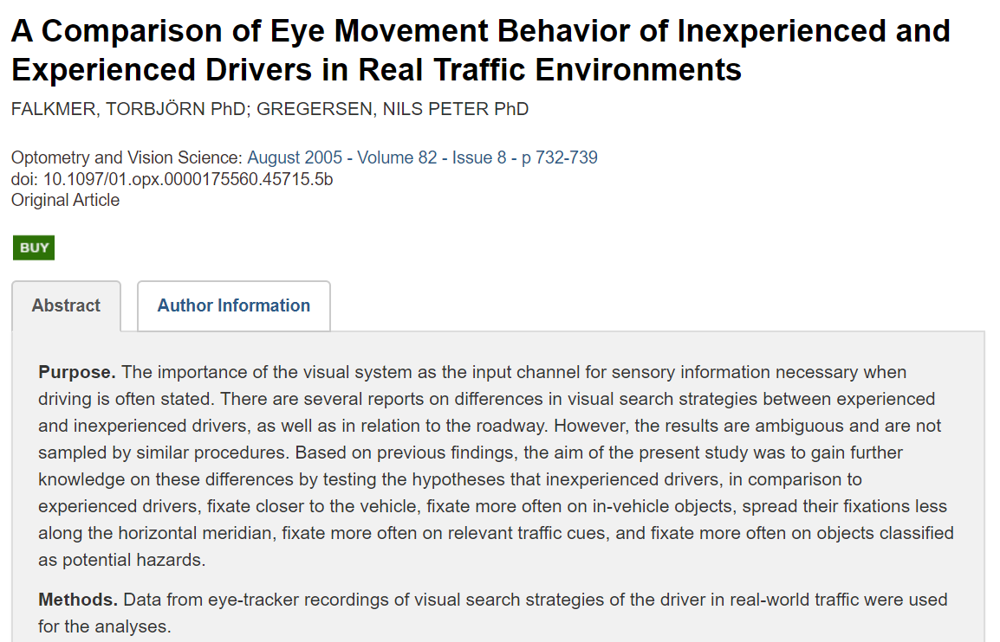 A Comparison of Eye Movement Behavior of Inexperienced and
Experienced Drivers in Real Traffic Environments
FALKMER, TORBJÖRN PhD; GREGERSEN, NILS PETER PhD
Optometry and Vision Science: August 2005 - Volume 82 - Issue 8 - p 732-739
doi: 10.1097/01.opx.0000175560.45715.5b
Original Article
BUY
Abstract
Author Information
Purpose. The importance of the visual system as the input channel for sensory information necessary when
driving is often stated. There are several reports on differences in visual search strategies between experienced
and inexperienced drivers, as well as in relation to the roadway. However, the results are ambiguous and are not
sampled by similar procedures. Based on previous findings, the aim of the present study was to gain further
knowledge on these differences by testing the hypotheses that inexperienced drivers, in comparison to
experienced drivers, fixate closer to the vehicle, fixate more often on in-vehicle objects, spread their fixations less
along the horizontal meridian, fixate more often on relevant traffic cues, and fixate more often on objects classified
as potential hazards.
Methods. Data from eye-tracker recordings of visual search strategies of the driver in real-world traffic were used
for the analyses.